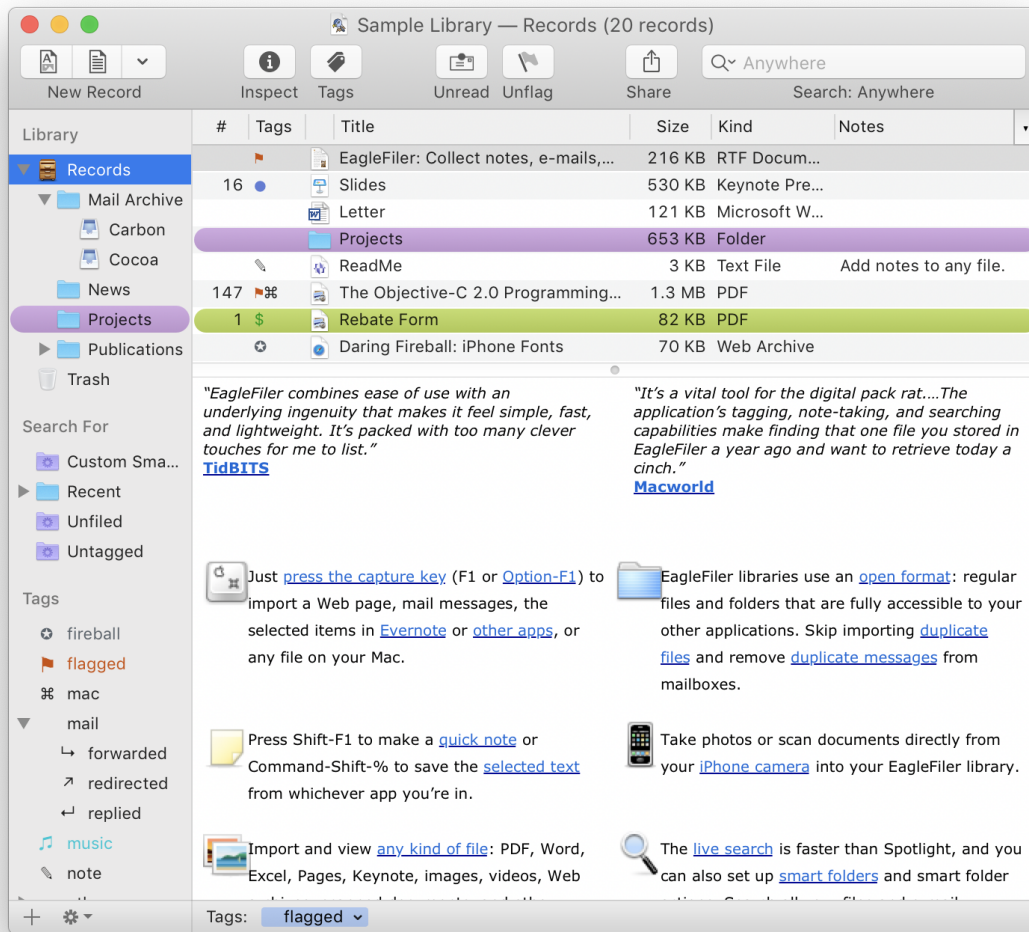 Sample Library — Records (20 records)
New Record
Inspect
Tags
Unread
Unflag
Share
Anywhere
Search: Anywhere
Library
Records
Mail Archive
Carbon
Cocoa
News
Projects
Publications
Trash
Search For
Custom Sma...
Recent
Unfiled
Untagged
Tags
fireball
flagged
⌘ mac
mail
forwarded
redirected
replied
music
note
# Tags Title Size Kind Notes
EagleFiler: Collect notes, e-mails,... 216 KB RTF Docum...
16 Slides 530 KB Keynote Pre...
Letter 121 KB Microsoft W...
Projects 653 KB Folder
ReadMe 3 KB Text File Add notes to any file.
147 ⌘ The Objective-C 2.0 Programming... 1.3 MB PDF
1 $ Rebate Form 82 KB PDF
Daring Fireball: iPhone Fonts 70 KB Web Archive
“EagleFiler combines ease of use with an
underlying ingenuity that makes it feel simple, fast,
and lightweight. It’s packed with too many clever
touches for me to list.”
TidBITS
“It’s a vital tool for the digital pack rat.…The
application’s tagging, note-taking, and searching
capabilities make finding that one file you stored in
EagleFiler a year ago and want to retrieve today a
cinch.”
Macworld
Just press the capture key (F1 or Option-F1) to
import a Web page, mail messages, the
selected items in Evernote or other apps, or
any file on your Mac.
EagleFiler libraries use an open format: regular
files and folders that are fully accessible to your
other applications. Skip importing duplicate
files and remove duplicate messages from
mailboxes.
Press Shift-F1 to make a quick note or
Command-Shift-% to save the selected text
from whichever app you’re in.
Take photos or scan documents directly from
your iPhone camera into your EagleFiler library.
Import and view any kind of file: PDF, Word,
Excel, Pages, Keynote, images, videos, Web
The live search is faster than Spotlight, and you
can also set up smart folders and smart folder
Tags: flagged